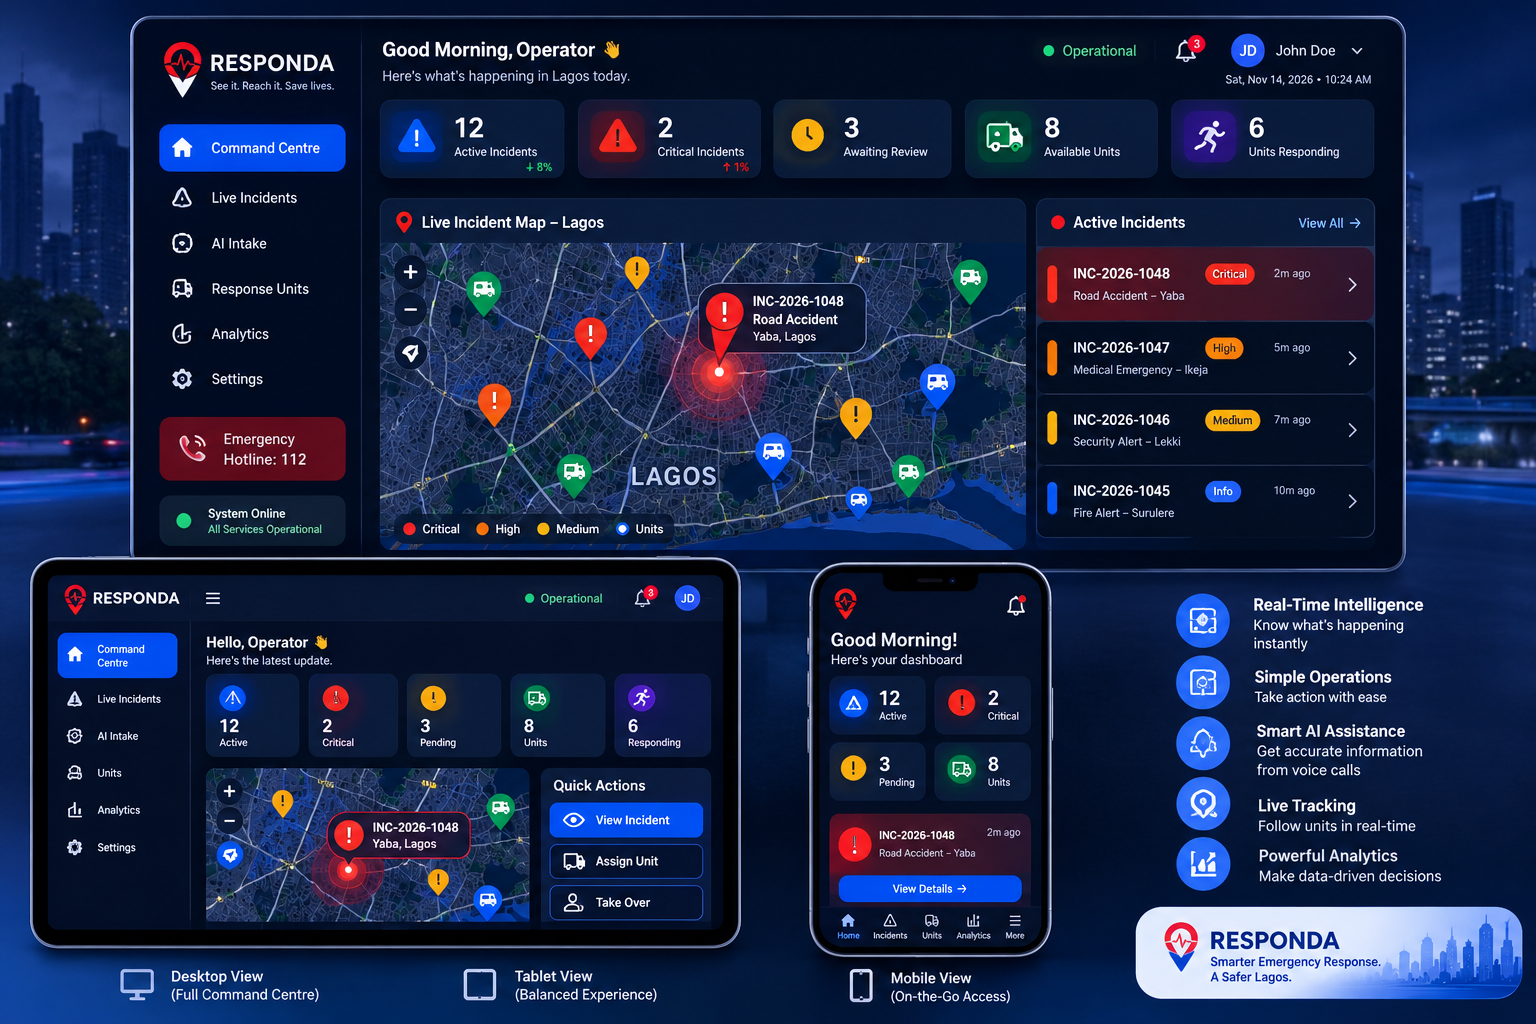 RESPONDA
See it. Reach it. Save lives.
Command Centre
Live Incidents
AI Intake
Response Units
Analytics
Settings
Emergency
Hotline: 112
System Online
All Services Operational
Good Morning, Operator 👋
Here's what's happening in Lagos today.
Operational
3
JD
John Doe
Sat, Nov 14, 2026 • 10:24 AM
12
Active Incidents
↓ 8%
2
Critical Incidents
↑ 1%
3
Awaiting Review
8
Available Units
6
Units Responding
Live Incident Map – Lagos
INC-2026-1048
Road Accident
Yaba, Lagos
LAGOS
Critical
High
Medium
Units
Active Incidents
View All →
INC-2026-1048
Critical
2m ago
Road Accident – Yaba
INC-2026-1047
High
5m ago
Medical Emergency – Ikeja
INC-2026-1046
Medium
7m ago
Security Alert – Lekki
INC-2026-1045
Info
10m ago
Fire Alert – Surulere
RESPONDA
Operational
3
JD
Command
Centre
Live Incidents
AI Intake
Units
Analytics
Settings
Hello, Operator 👋
Here's the latest update.
12
Active
2
Critical
3
Pending
8
Units
6
Responding
INC-2026-1048
Yaba, Lagos
Quick Actions
View Incident
Assign Unit
Take Over
Good Morning!
Here's your dashboard
12
Active
2
Critical
3
Pending
8
Units
INC-2026-1048
2m ago
Road Accident – Yaba
View Details →
Home
Incidents
Units
Analytics
More
Real-Time Intelligence
Know what's happening
instantly
Simple Operations
Take action with ease
Smart AI Assistance
Get accurate information
from voice calls
Live Tracking
Follow units in real-time
Powerful Analytics
Make data-driven decisions
RESPONDA
Smarter Emergency Response.
A Safer Lagos.
Desktop View
(Full Command Centre)
Tablet View
(Balanced Experience)
Mobile View
(On-the-Go Access)